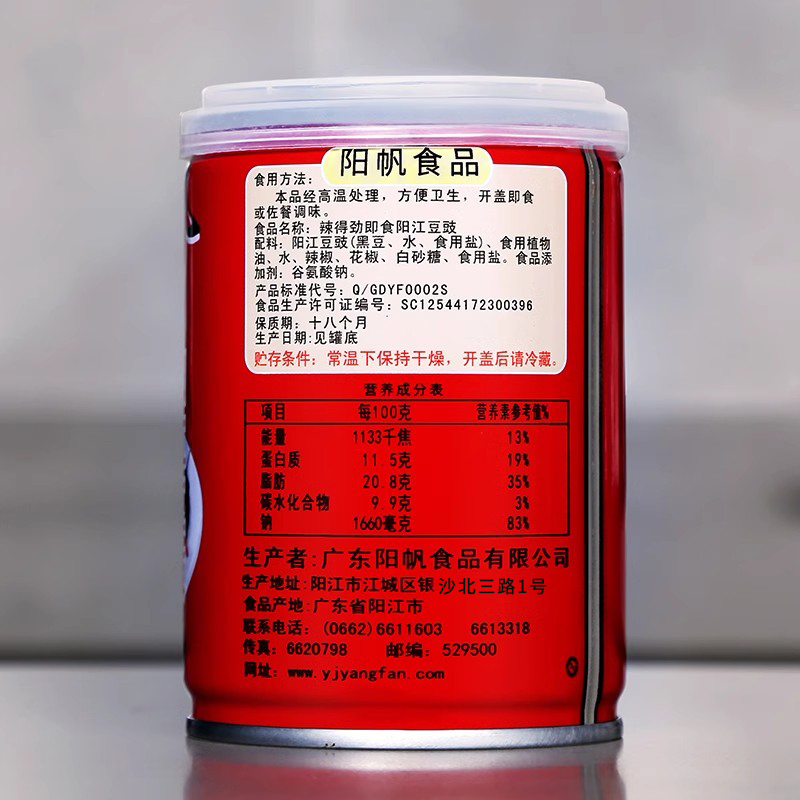 阳帆食品
食用方法：
本品经高温处理，方便卫生，开盖即食
或佐餐调味。
食品名称：辣得劲即食阳江豆豉
配料：阳江豆豉(黑豆、水、食用盐)、食用植物
油、水、辣椒、花椒、白砂糖、食用盐。食品添
加剂：谷氨酸钠。
产品标准代号：Q/GDYF0002S
食品生产许可证编号：SC12544172300396
保质期：十八个月
生产日期:见罐底
贮存条件：常温下保持干燥，开盖后请冷藏。
营养成分表
项目 每100克 营养素参考值%
能量 1133千焦 13%
蛋白质 11.5克 19%
脂肪 20.8克 35%
碳水化合物 9.9克 3%
钠 1660毫克 83%
生产者:广东阳帆食品有限公司
生产地址:阳江市江城区银沙北三路1号
食品产地:广东省阳江市
联系电话：(0662)6611603 6613318
传真：6620798 邮编：529500
网址：www.yjyangfan.com